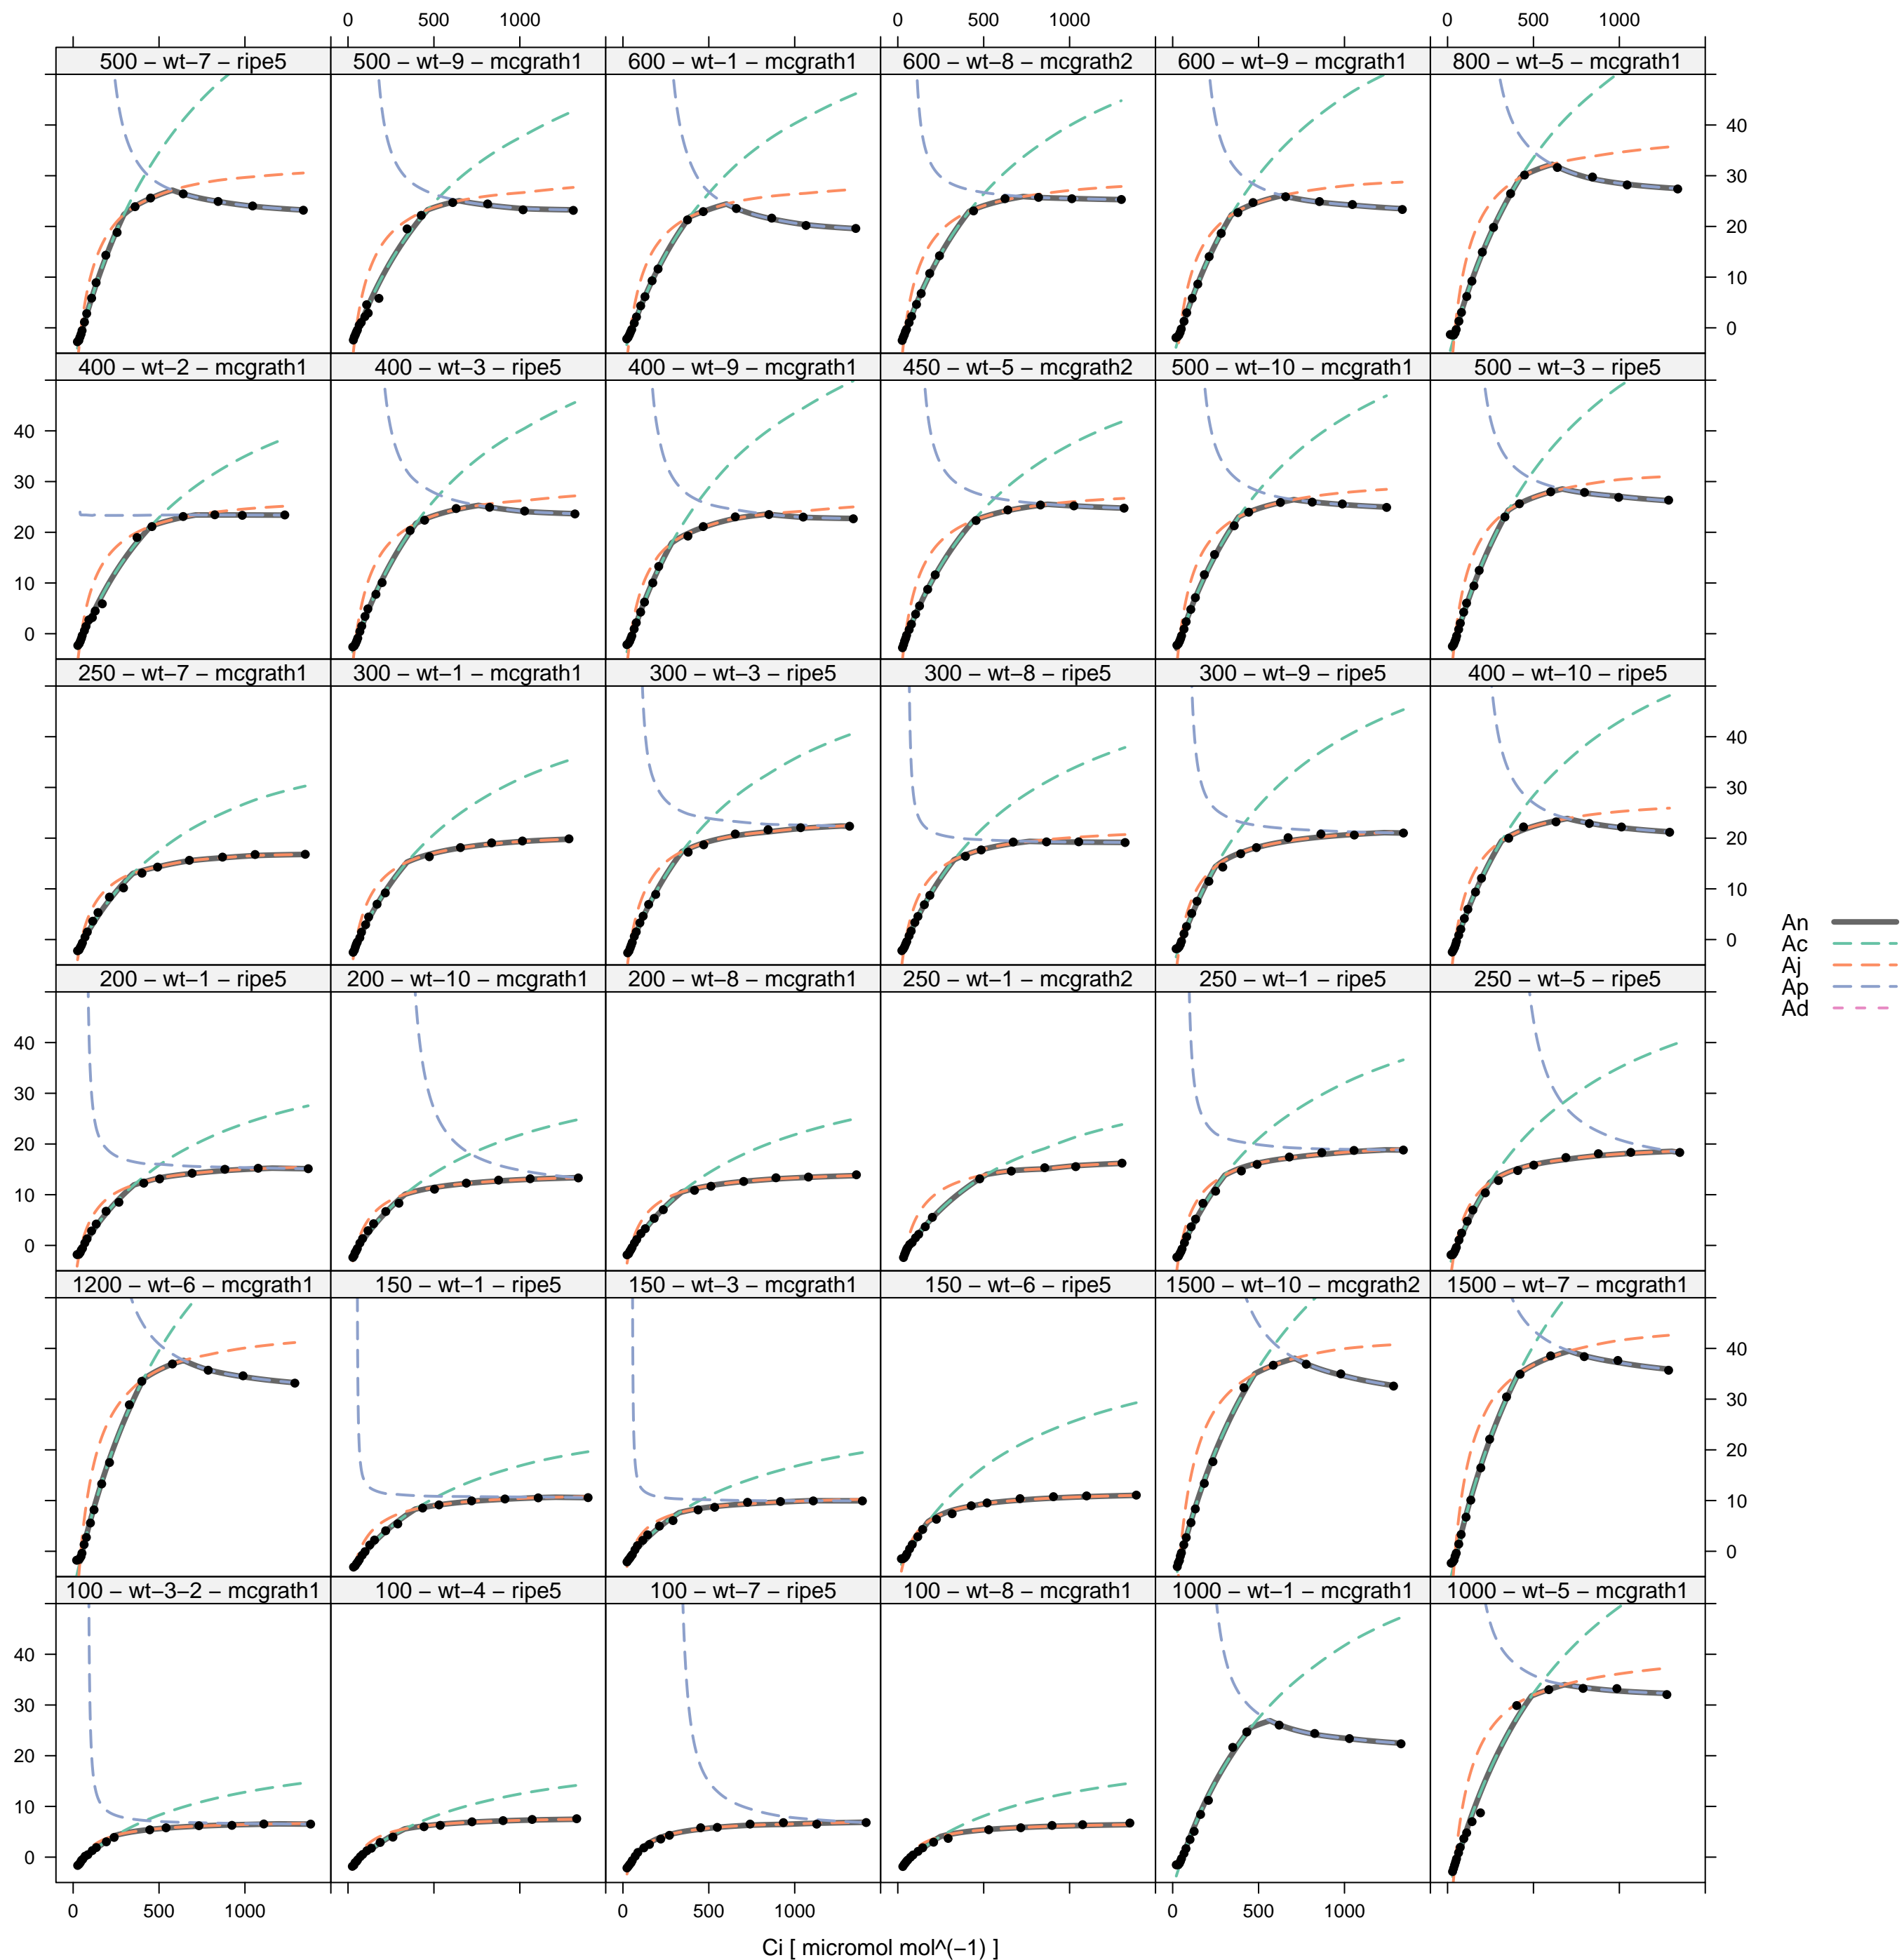 0 500 1000 0 500 1000 0 500 1000
500 − wt−7 − ripe5 500 − wt−9 − mcgrath1 600 − wt−1 − mcgrath1 600 − wt−8 − mcgrath2 600 − wt−9 − mcgrath1 800 − wt−5 − mcgrath1
40
30
20
10
0
400 − wt−2 − mcgrath1 400 − wt−3 − ripe5 400 − wt−9 − mcgrath1 450 − wt−5 − mcgrath2 500 − wt−10 − mcgrath1 500 − wt−3 − ripe5
40
30
20
10
0
250 − wt−7 − mcgrath1 300 − wt−1 − mcgrath1 300 − wt−3 − ripe5 300 − wt−8 − ripe5 300 − wt−9 − ripe5 400 − wt−10 − ripe5
40
30
20
10
0
An
Ac
Aj
Ap
Ad
200 − wt−1 − ripe5 200 − wt−10 − mcgrath1 200 − wt−8 − mcgrath1 250 − wt−1 − mcgrath2 250 − wt−1 − ripe5 250 − wt−5 − ripe5
40
30
20
10
0
1200 − wt−6 − mcgrath1 150 − wt−1 − ripe5 150 − wt−3 − mcgrath1 150 − wt−6 − ripe5 1500 − wt−10 − mcgrath2 1500 − wt−7 − mcgrath1
40
30
20
10
0
100 − wt−3−2 − mcgrath1 100 − wt−4 − ripe5 100 − wt−7 − ripe5 100 − wt−8 − mcgrath1 1000 − wt−1 − mcgrath1 1000 − wt−5 − mcgrath1
40
30
20
10
0
0 500 1000 0 500 1000 0 500 1000
Ci [ micromol mol^(−1) ]